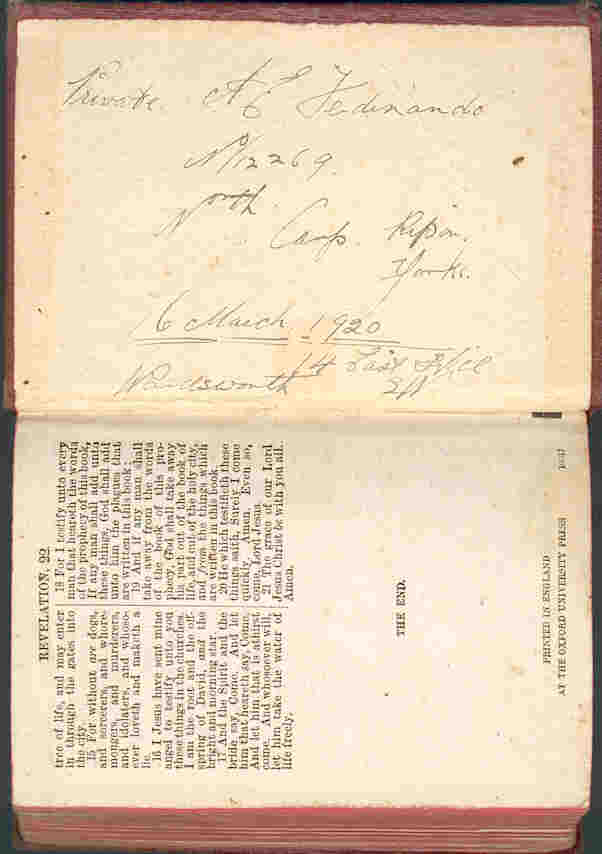 Private. A E Ferdinando
No 12269.
North.
Camp. Ripon.
Yorks.
6 March. 1920
14 East Hill
Wandsworth
SW
REVELATION 22
tree of life, and may enter
in through the gates into
the city.
15 For without are dogs,
and sorcerers, and whore-
mongers, and murderers,
and idolaters, and whoso-
ever loveth and maketh a
lie.
16 I Jesus have sent mine
angel to testify unto you
these things in the churches.
I am the root and the off-
spring of David, and the
bright and morning star.
17 And the Spirit and the
bride say, Come. And let
him that heareth say, Come.
And let him that is athirst
come. And whosoever will,
let him take the water of
life freely.
18 For I testify unto every
man that heareth the words
of the prophecy of this book,
If any man shall add unto
these things, God shall add
unto him the plagues that
are written in this book:
19 And if any man shall
take away from the words
of the book of this pro-
phecy, God shall take away
his part out of the book of
life, and out of the holy city,
and from the things which
are written in this book.
20 He which testifieth these
things saith, Surely I come
quickly. Amen. Even so,
come, Lord Jesus.
21 The grace of our Lord
Jesus Christ be with you all.
Amen.
THE END.
PRINTED IN ENGLAND
AT THE OXFORD UNIVERSITY PRESS